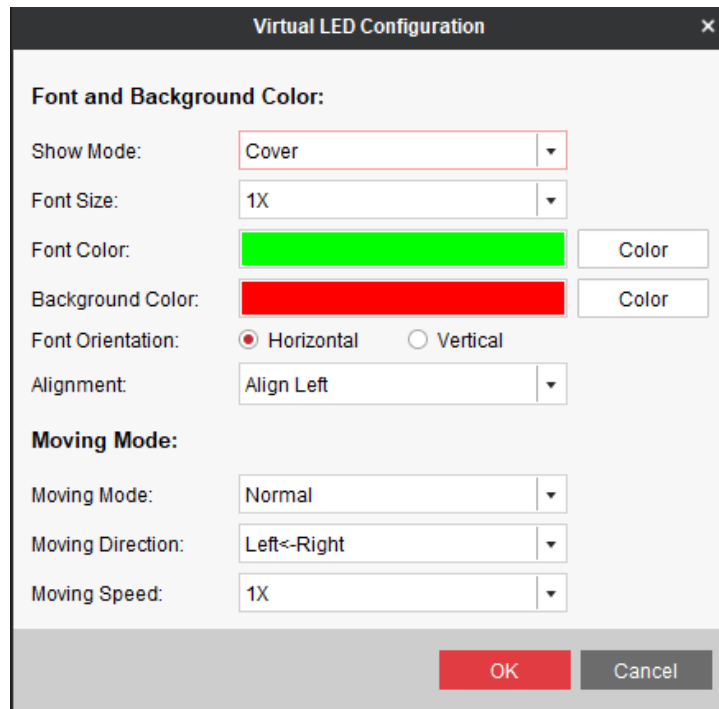 Virtual LED Configuration ×
Font and Background Color:
Show Mode: Cover
Font Size: 1X
Font Color: Color
Background Color: Color
Font Orientation: Horizontal Vertical
Alignment: Align Left
Moving Mode:
Moving Mode: Normal
Moving Direction: Left<-Right
Moving Speed: 1X
OK Cancel